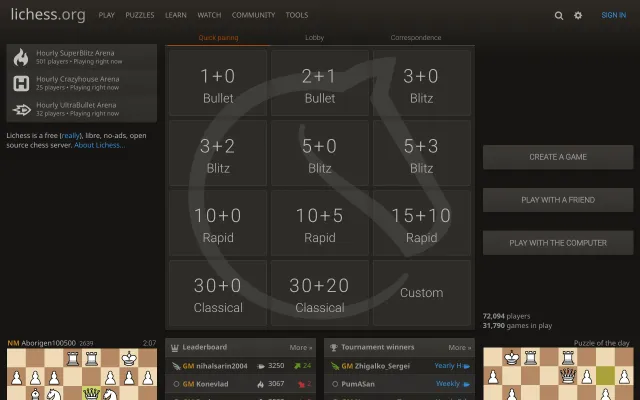 lichess.org
PLAY PUZZLES LEARN WATCH COMMUNITY TOOLS
SIGN IN
Hourly SuperBlitz Arena
501 players • Playing right now
Hourly Crazyhouse Arena
25 players • Playing right now
Hourly UltraBullet Arena
32 players • Playing right now
Lichess is a free (really), libre, no-ads, open
source chess server. About Lichess...
Quick pairing Lobby Correspondence
1+0
Bullet
2+1
Bullet
3+0
Blitz
3+2
Blitz
5+0
Blitz
5+3
Blitz
10+0
Rapid
10+5
Rapid
15+10
Rapid
30+0
Classical
30+20
Classical
Custom
CREATE A GAME
PLAY WITH A FRIEND
PLAY WITH THE COMPUTER
72,094 players
31,790 games in play
NM Aborigen100500 2639 2:07
Leaderboard More »
GM nihalsarin2004 3250 24
GM Konevlad 3067 2
Tournament winners More »
GM Zhigalko_Sergei Yearly H
PumASan Weekly
Puzzle of the day